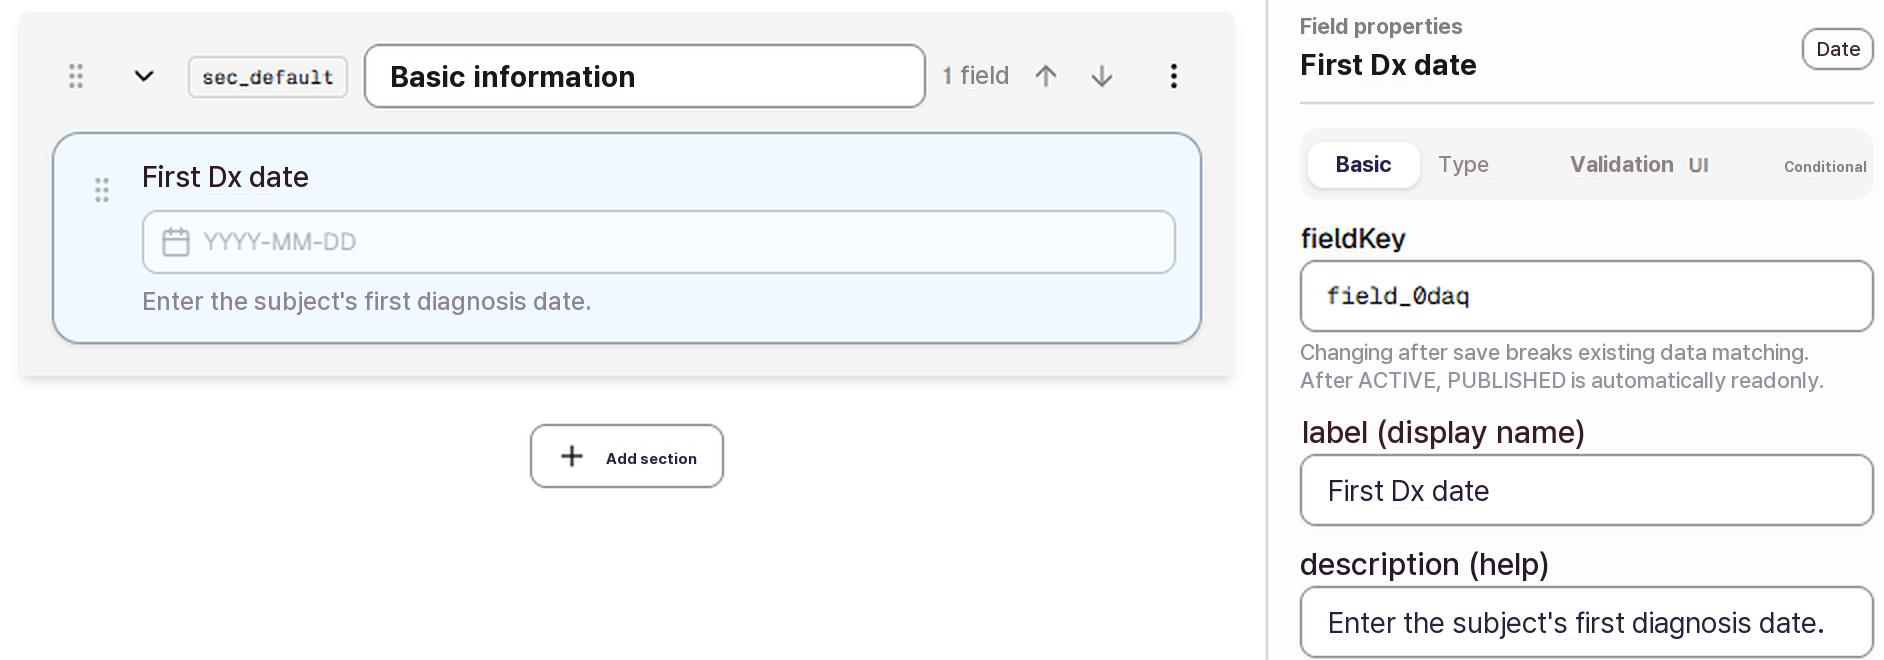 sec_default
Basic information
1 field
First Dx date
YYYY-MM-DD
Enter the subject's first diagnosis date.
Add section
Field properties
First Dx date
Date
Basic
Type
Validation
UI
Conditional
fieldKey
field_0daq
Changing after save breaks existing data matching.
After ACTIVE, PUBLISHED is automatically readonly.
label (display name)
First Dx date
description (help)
Enter the subject's first diagnosis date.